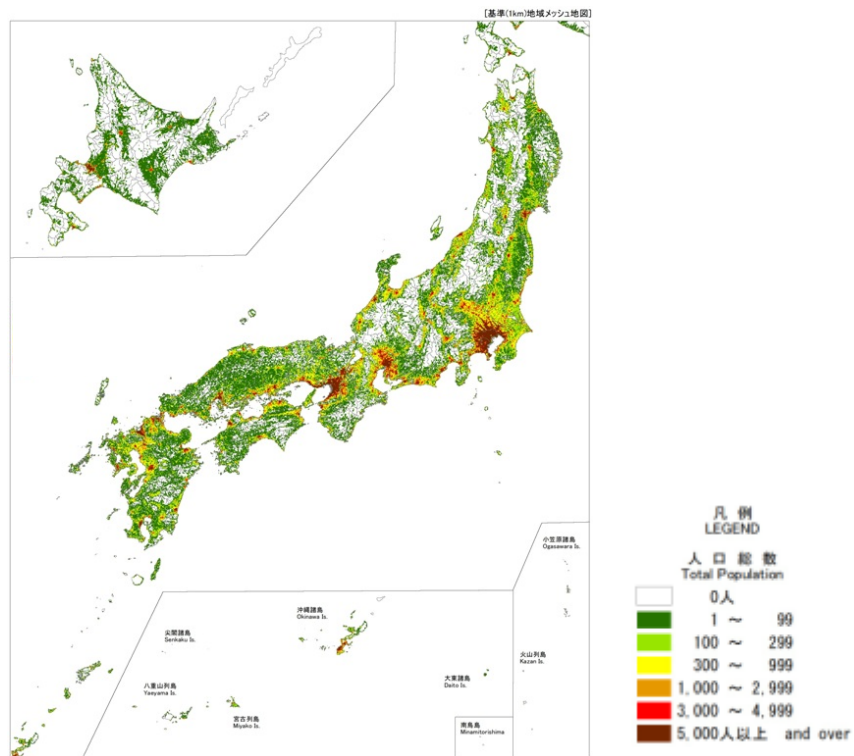 [基準(1km)地域メッシュ地図]
小笠原諸島
Ogasawara Is.
沖縄諸島
Okinawa Is.
尖閣諸島
Senkaku Is.
火山列島
Kazan Is.
大東諸島
Daito Is.
八重山列島
Yaeyama Is.
宮古列島
Miyako Is.
南鳥島
Minamitorishima
凡 例
LEGEND
人 口 総 数
Total Population
0人
1 ～ 99
100 ～ 299
300 ～ 999
1,000 ～ 2,999
3,000 ～ 4,999
5,000人以上 and over